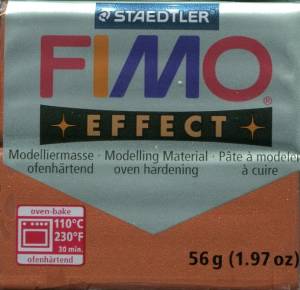 STAEDTLER
FIMO®
EFFECT
Modelliermasse · Modelling Material · Pâte à modeler
ofenhärtend oven hardening à cuire
oven-bake
110°C
230°F
30 min.
ofenhärtend
56 g (1.97 oz)